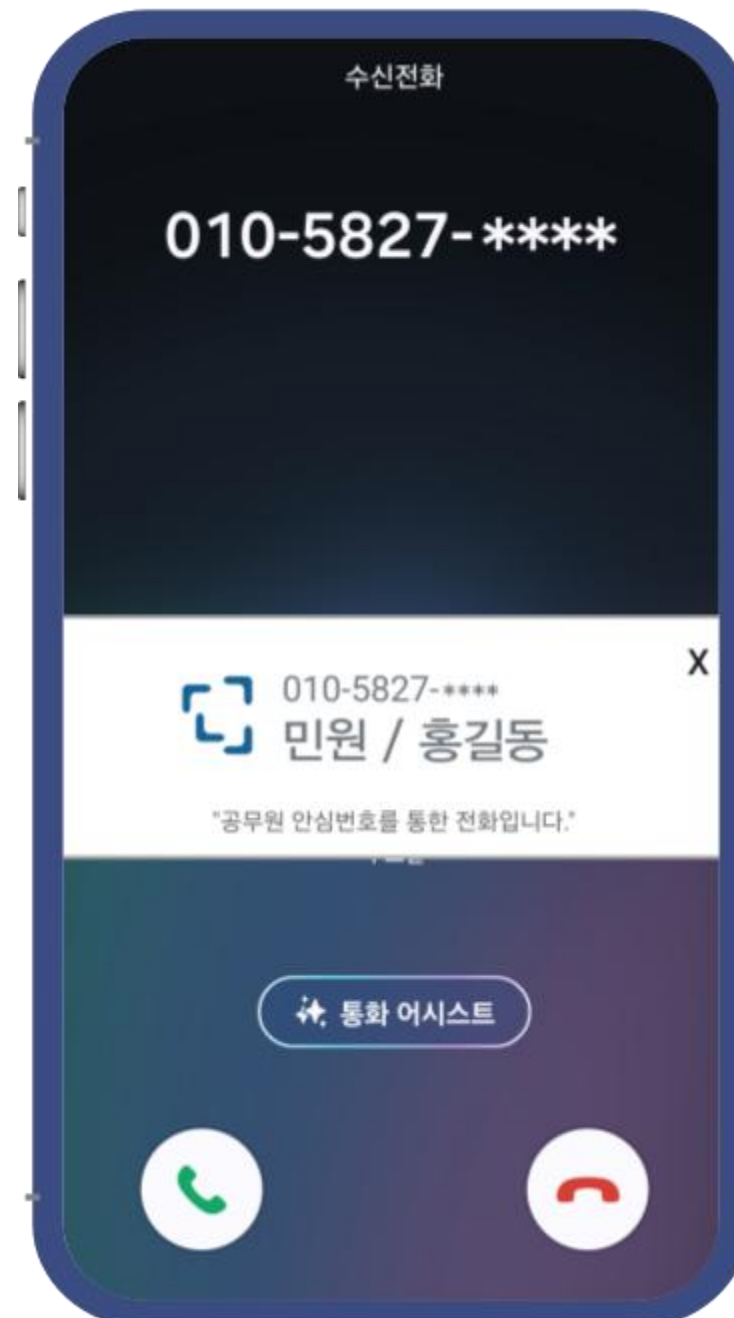 수신전화
010-5827-****
X
010-5827-****
민원 / 홍길동
"공무원 안심번호를 통한 전화입니다."
통화 어시스트